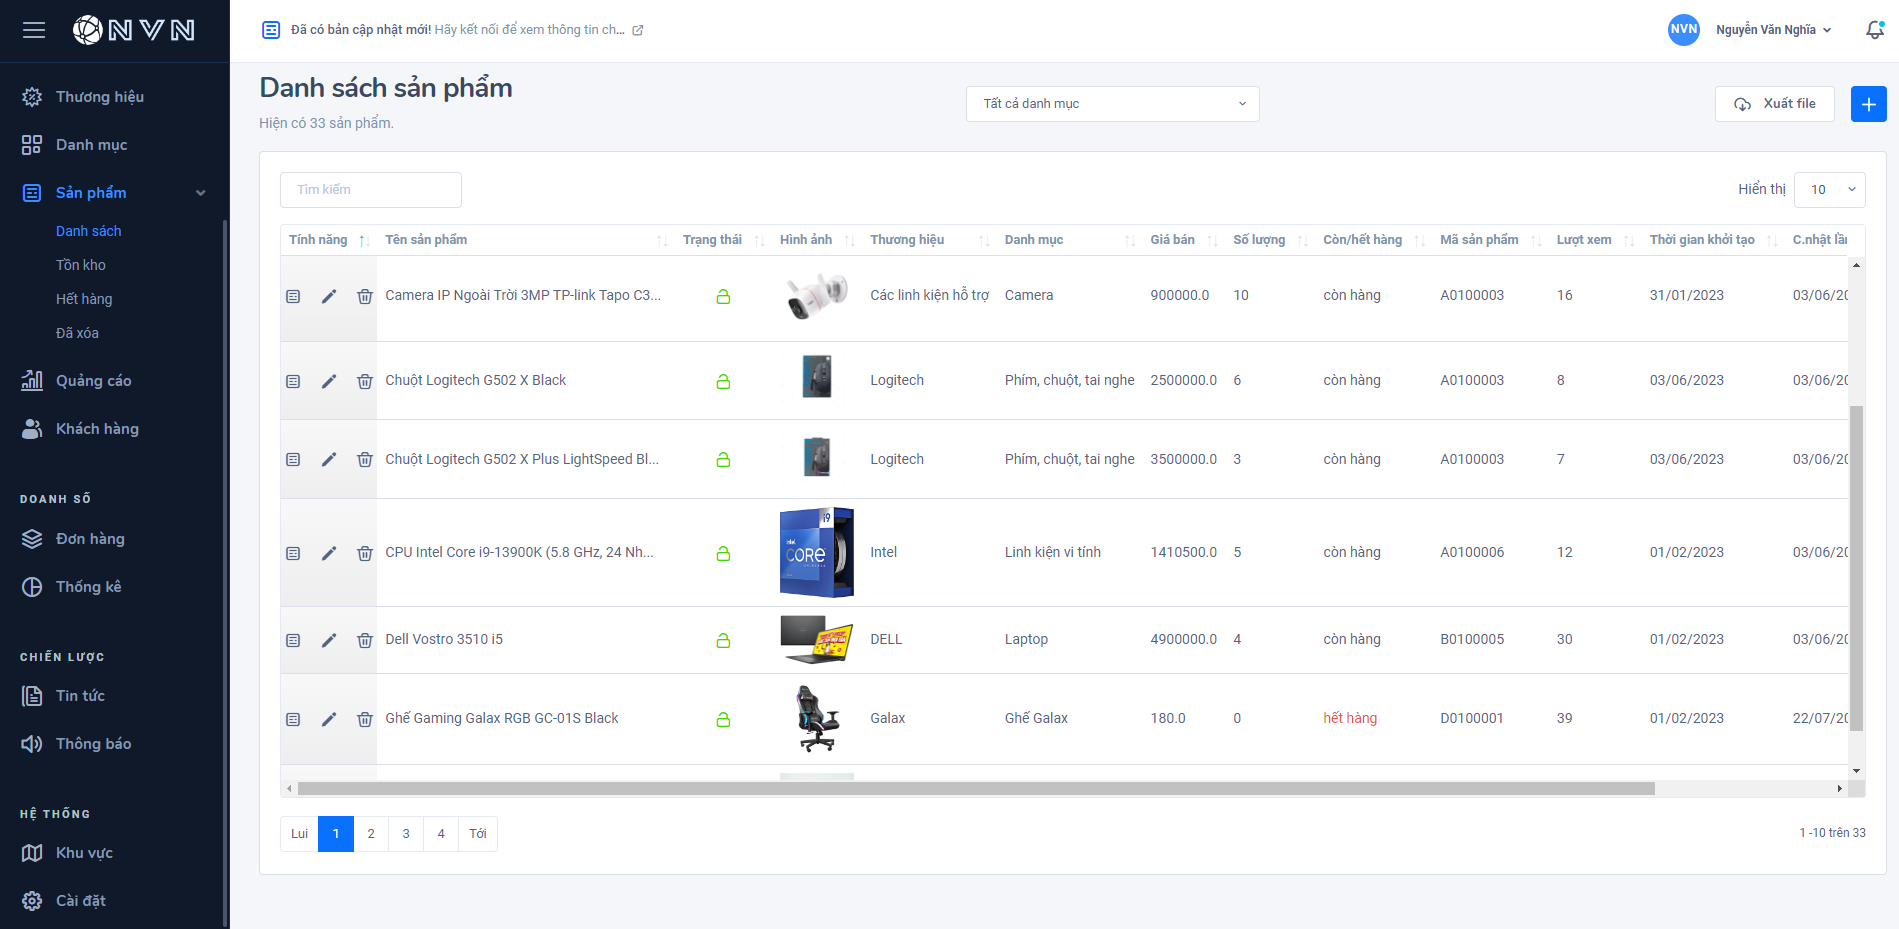 NVN
Đã có bản cập nhật mới! Hãy kết nối để xem thông tin ch...
NVN
Nguyễn Văn Nghĩa
Thương hiệu
Danh mục
Sản phẩm
Danh sách
Tồn kho
Hết hàng
Đã xóa
Quảng cáo
Khách hàng
DOANH SỐ
Đơn hàng
Thống kê
CHIẾN LƯỢC
Tin tức
Thông báo
HỆ THỐNG
Khu vực
Cài đặt
Danh sách sản phẩm
Hiện có 33 sản phẩm.
Tất cả danh mục
Xuất file
Tìm kiếm
Hiển thị 10
Tính năng Tên sản phẩm Trạng thái Hình ảnh Thương hiệu Danh mục Giá bán Số lượng Còn/hết hàng Mã sản phẩm Lượt xem Thời gian khởi tạo C.nhật lần
Camera IP Ngoài Trời 3MP TP-link Tapo C3... Các linh kiện hỗ trợ Camera 900000.0 10 còn hàng A0100003 16 31/01/2023 03/06/20
Chuột Logitech G502 X Black Logitech Phím, chuột, tai nghe 2500000.0 6 còn hàng A0100003 8 03/06/2023 03/06/20
Chuột Logitech G502 X Plus LightSpeed Bl... Logitech Phím, chuột, tai nghe 3500000.0 3 còn hàng A0100003 7 03/06/2023 03/06/20
CPU Intel Core i9-13900K (5.8 GHz, 24 Nh... intel CORE i9 Intel Linh kiện vi tính 1410500.0 5 còn hàng A0100006 12 01/02/2023 03/06/20
Dell Vostro 3510 i5 DELL Laptop 4900000.0 4 còn hàng B0100005 30 01/02/2023 03/06/20
Ghế Gaming Galax RGB GC-01S Black Galax Ghế Galax 180.0 0 hết hàng D0100001 39 01/02/2023 22/07/20
Lui 1 2 3 4 Tới
1 -10 trên 33